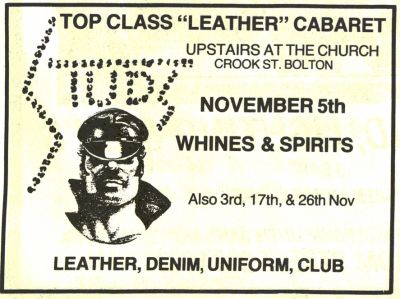 TOP CLASS “LEATHER” CABARET
UPSTAIRS AT THE CHURCH
CROOK ST. BOLTON
STUDS
NOVEMBER 5th
WHINES & SPIRITS
Also 3rd, 17th, & 26th Nov
LEATHER, DENIM, UNIFORM, CLUB